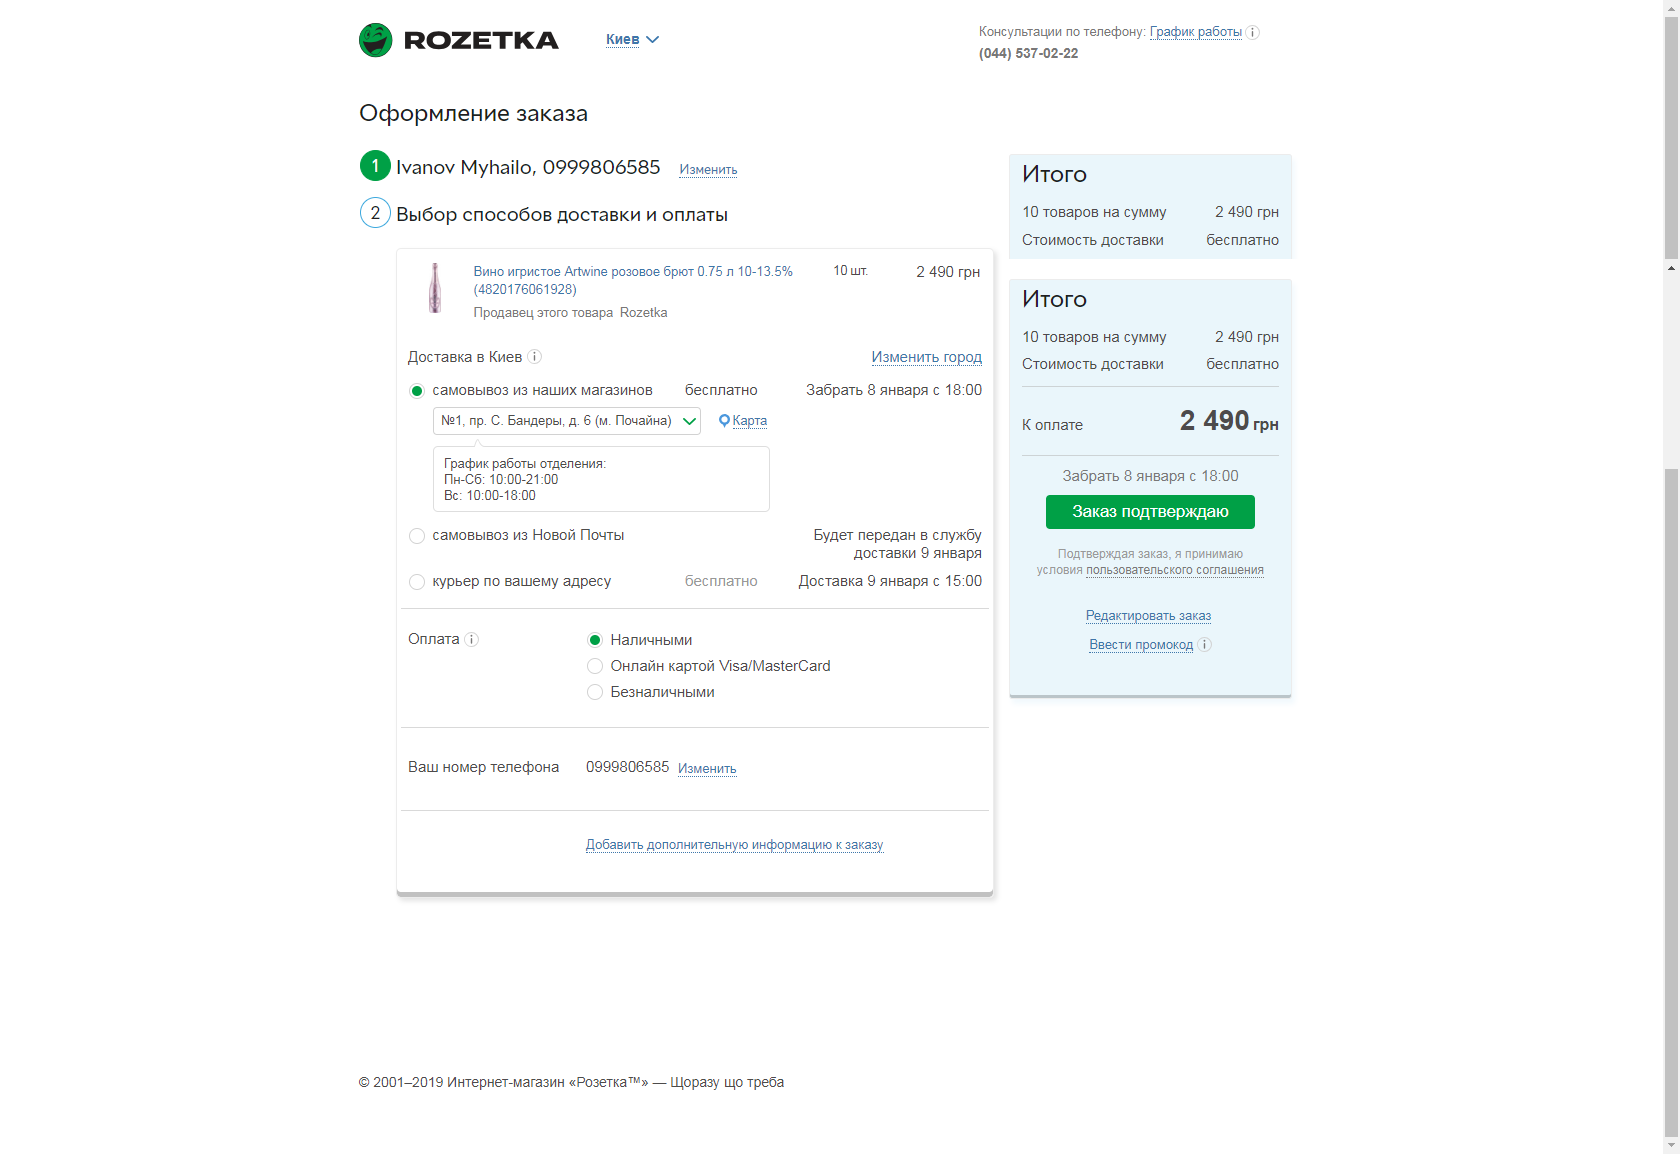 ROZETKA
Киев
Консультации по телефону: График работы i
(044) 537-02-22
Оформление заказа
1 Ivanov Myhailo, 0999806585 Изменить
2 Выбор способов доставки и оплаты
Вино игристое Artwine розовое брют 0.75 л 10-13.5% 10 шт. 2 490 грн
(4820176061928)
Продавец этого товара Rozetka
Доставка в Киев i Изменить город
самовывоз из наших магазинов бесплатно Забрать 8 января с 18:00
№1, пр. С. Бандеры, д. 6 (м. Почайна) Карта
График работы отделения:
Пн-Сб: 10:00-21:00
Вс: 10:00-18:00
самовывоз из Новой Почты Будет передан в службу
доставки 9 января
курьер по вашему адресу бесплатно Доставка 9 января с 15:00
Оплата i Наличными
Онлайн картой Visa/MasterCard
Безналичными
Ваш номер телефона 0999806585 Изменить
Добавить дополнительную информацию к заказу
Итого
10 товаров на сумму 2 490 грн
Стоимость доставки бесплатно
Итого
10 товаров на сумму 2 490 грн
Стоимость доставки бесплатно
К оплате 2 490 грн
Забрать 8 января с 18:00
Заказ подтверждаю
Подтверждая заказ, я принимаю
условия пользовательского соглашения
Редактировать заказ
Ввести промокод i
© 2001–2019 Интернет-магазин «Розетка™» — Щоразу що треба